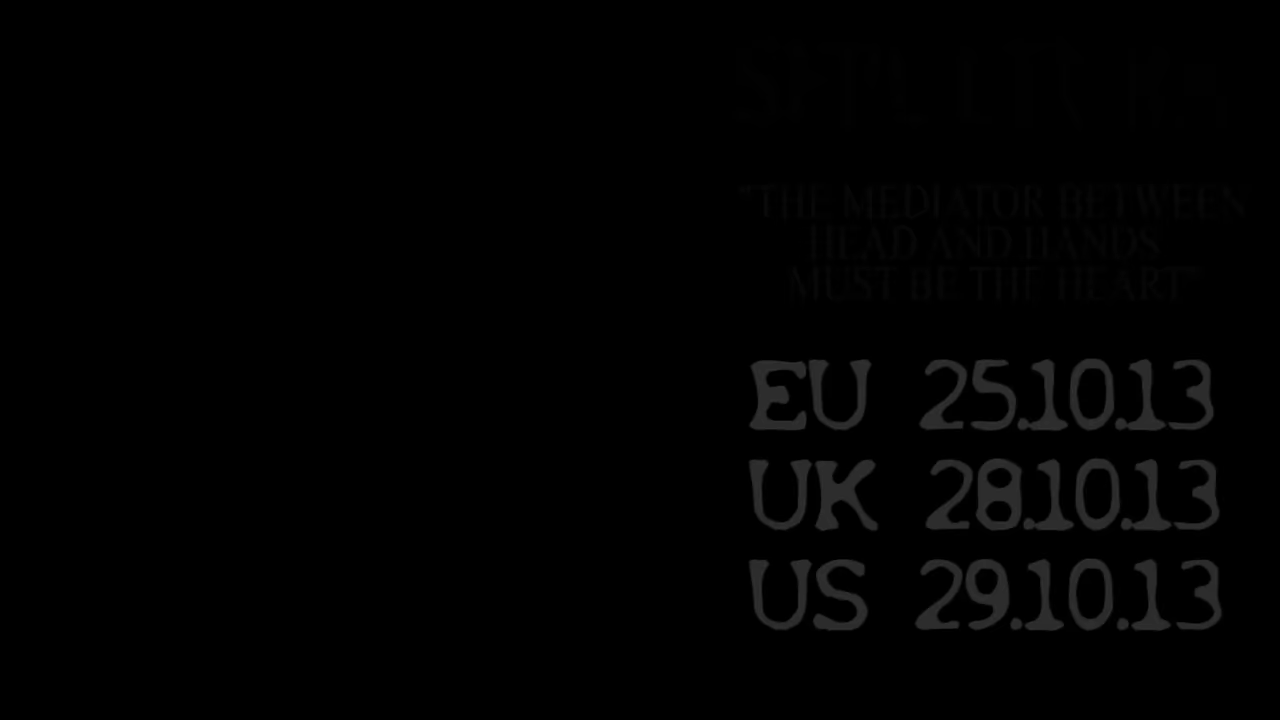 "THE MEDIATOR BETWEEN
HEAD AND HANDS
MUST BE THE HEART"
EU 25.10.13
UK 28.10.13
US 29.10.13